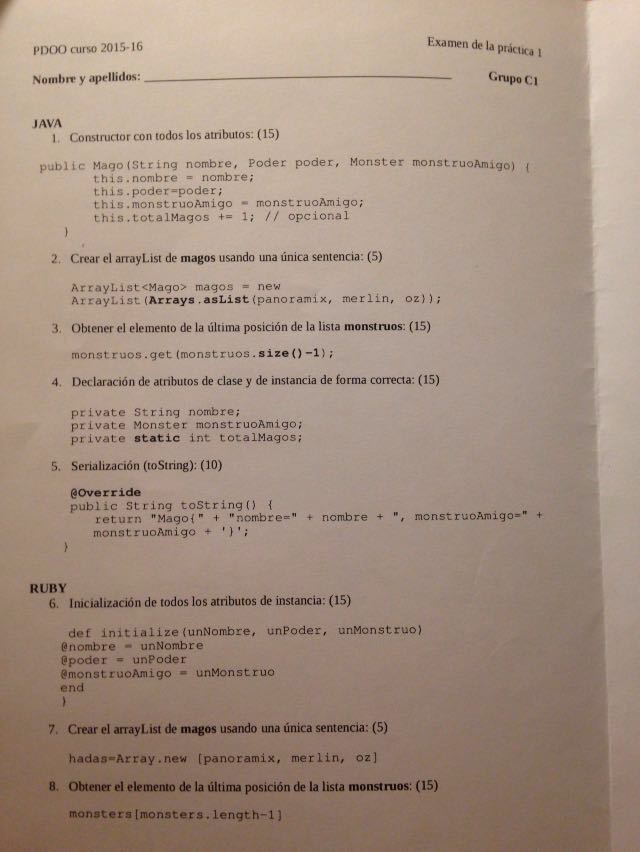 PDOO curso 2015-16
Examen de la práctica 1
Nombre y apellidos:
Grupo C1
JAVA
1. Constructor con todos los atributos: (15)
public Mago(String nombre, Poder poder, Monster monstruoAmigo) {
this.nombre = nombre;
this.poder=poder;
this.monstruoAmigo = monstruoAmigo;
this.totalMagos += 1; // opcional
}
2. Crear el arrayList de magos usando una única sentencia: (5)
ArrayList<Mago> magos = new
ArrayList(Arrays.asList(panoramix, merlin, oz));
3. Obtener el elemento de la última posición de la lista monstruos: (15)
monstruos.get(monstruos.size()-1);
4. Declaración de atributos de clase y de instancia de forma correcta: (15)
private String nombre;
private Monster monstruoAmigo;
private static int totalMagos;
5. Serialización (toString): (10)
@Override
public String toString() {
return "Mago{" + "nombre=" + nombre + ", monstruoAmigo=" +
monstruoAmigo + '}';
}
RUBY
6. Inicialización de todos los atributos de instancia: (15)
def initialize(unNombre, unPoder, unMonstruo)
@nombre = unNombre
@poder = unPoder
@monstruoAmigo = unMonstruo
end
}
7. Crear el arrayList de magos usando una única sentencia: (5)
hadas=Array.new [panoramix, merlin, oz]
8. Obtener el elemento de la última posición de la lista monstruos: (15)
monsters[monsters.length-1]